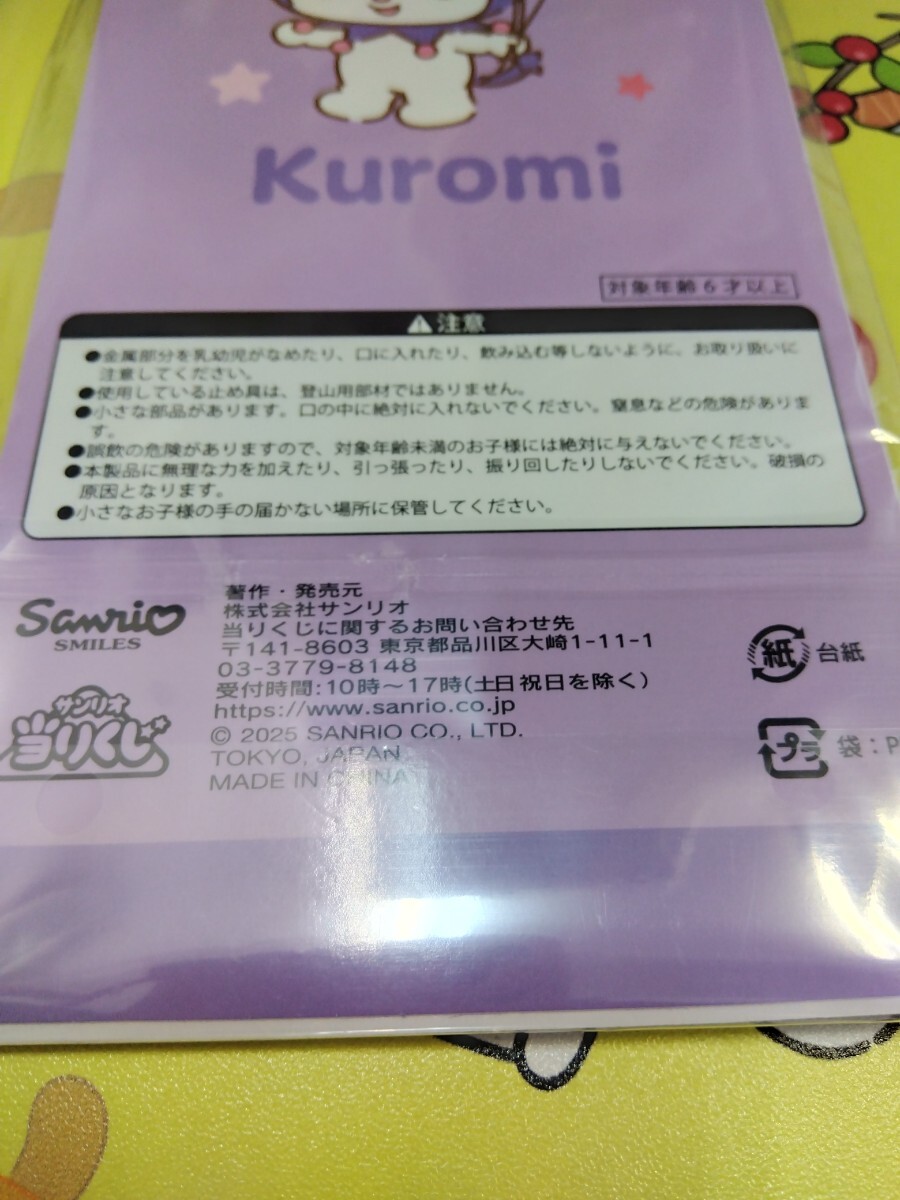 Kuromi
対象年齢6才以上
注意
●金属部分を乳幼児がなめたり、口に入れたり、飲み込む等しないように。お取り扱いに
注意してください。
●使用している止め具は、登山用部材ではありません。
●小さな部品があります。口の中に絶対に入れないでください。窒息などの危険がありま
す。
●誤飲の危険がありますので、対象年齢未満のお子様には絶対に与えないでください。
●本製品に無理な力を加えたり、引っ張ったり、振り回したりしないでください。破損の
原因となります。
●小さなお子様の手の届かない場所に保管してください。
Sanrio
SMILES
サンリオ
当りくじ
著作・発売元
株式会社サンリオ
当りくじに関するお問い合わせ先
〒141-8603 東京都品川区大崎1-11-1
03-3779-8148
受付時間:10時～17時(土日祝日を除く)
https://www.sanrio.co.jp
© 2025 SANRIO CO., LTD.
TOKYO, JAPAN
MADE IN CHINA
紙 台紙
プラ 袋:P